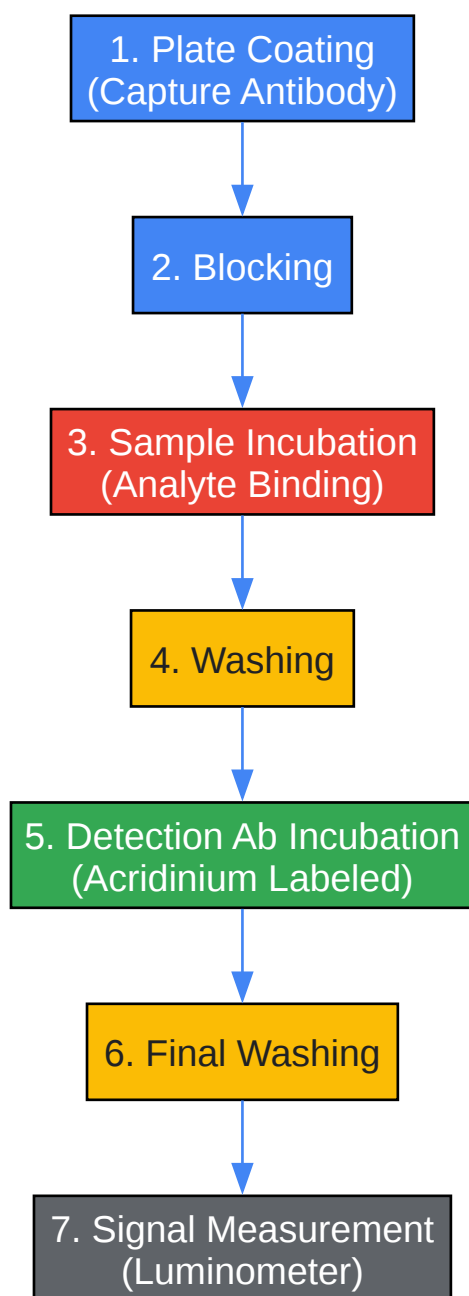 1. Plate Coating
(Capture Antibody)
2. Blocking
3. Sample Incubation
(Analyte Binding)
4. Washing
5. Detection Ab Incubation
(Acridinium Labeled)
6. Final Washing
7. Signal Measurement
(Luminometer)